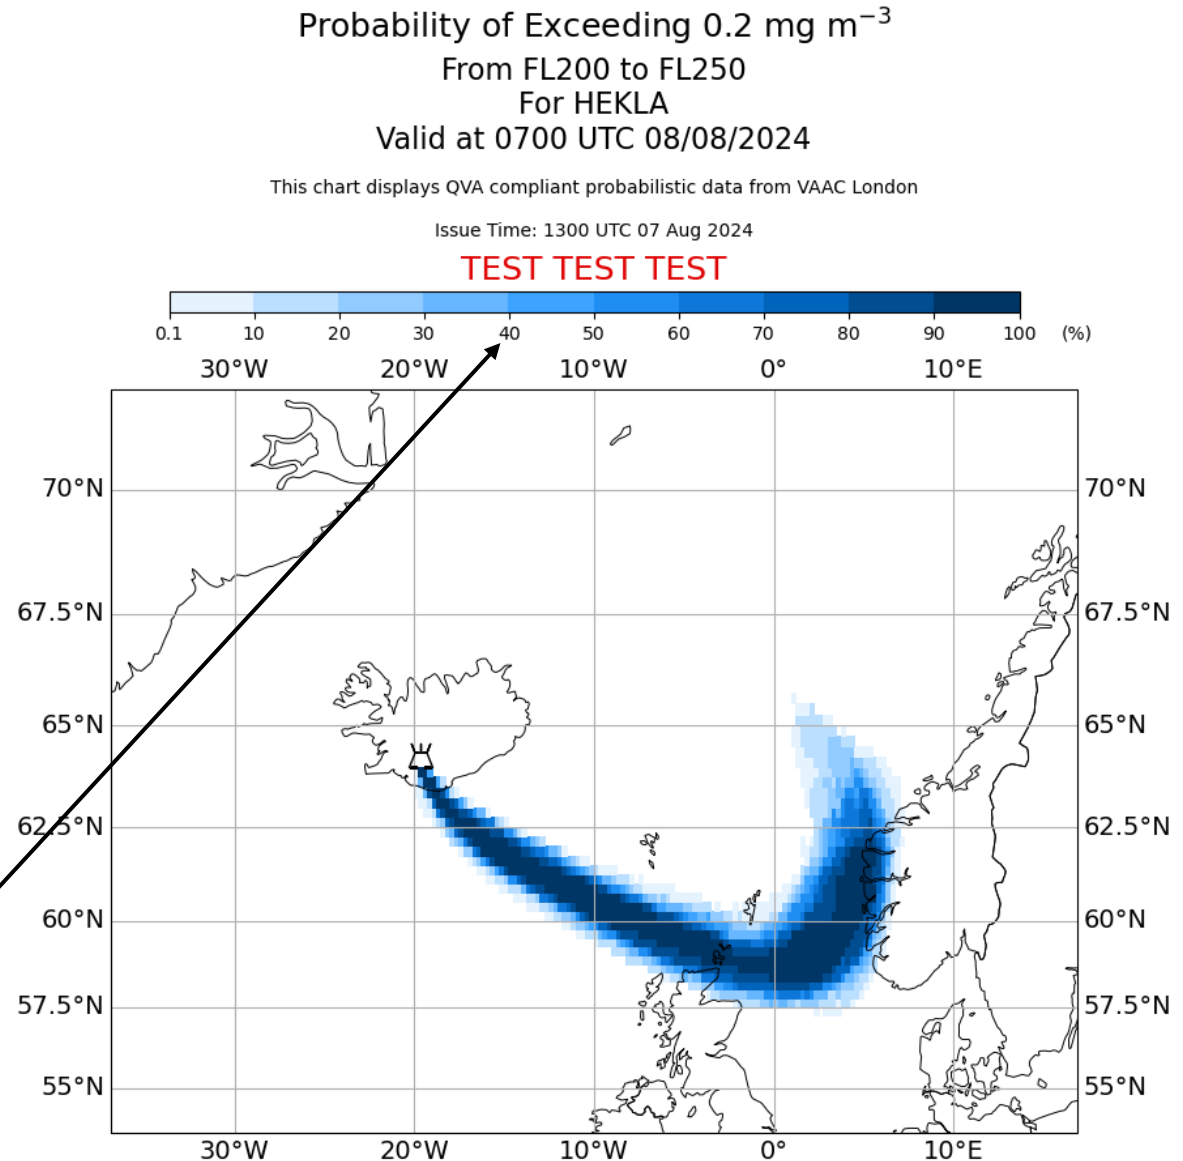 Probability of Exceeding 0.2 mg m⁻³
From FL200 to FL250
For HEKLA
Valid at 0700 UTC 08/08/2024
This chart displays QVA compliant probabilistic data from VAAC London
Issue Time: 1300 UTC 07 Aug 2024
TEST TEST TEST
0.1 10 20 30 40 50 60 70 80 90 100 (%)
30°W 20°W 10°W 0° 10°E
70°N 70°N
67.5°N 67.5°N
65°N 65°N
62.5°N 62.5°N
60°N 60°N
57.5°N 57.5°N
55°N 55°N
30°W 20°W 10°W 0° 10°E